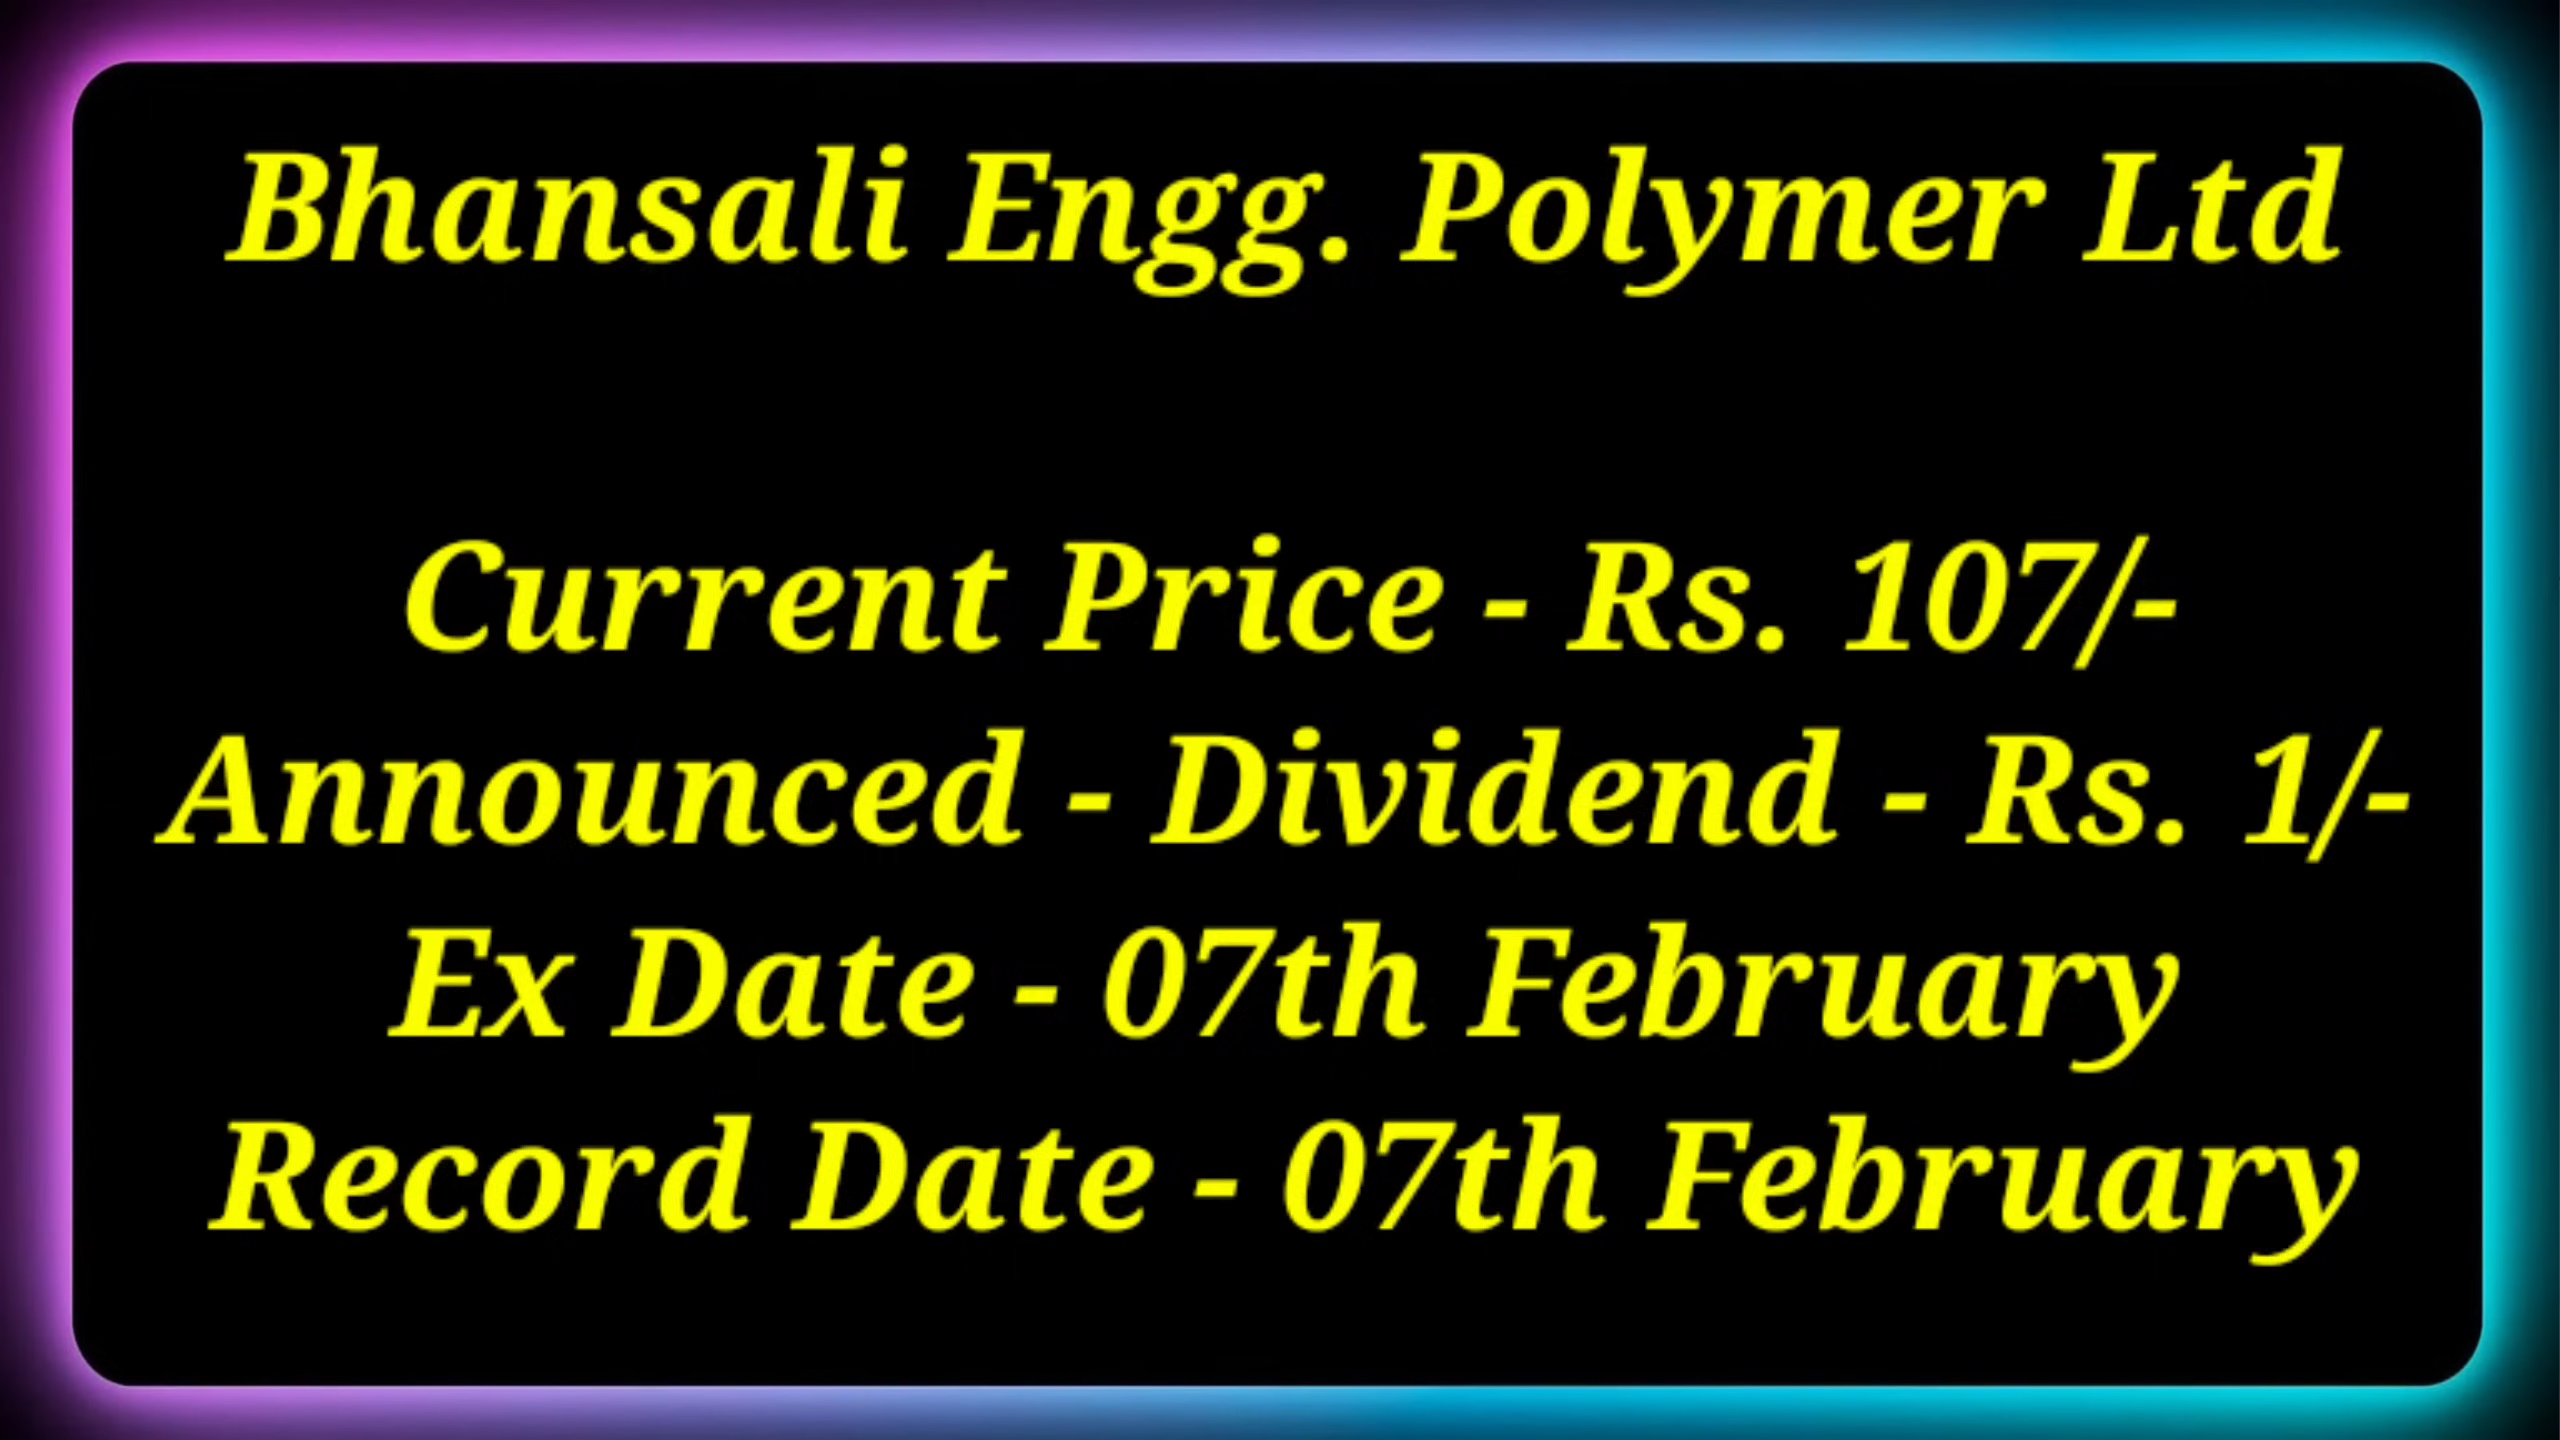 Bhansali Engg. Polymer Ltd
Current Price - Rs. 107/-
Announced - Dividend - Rs. 1/-
Ex Date - 07th February
Record Date - 07th February